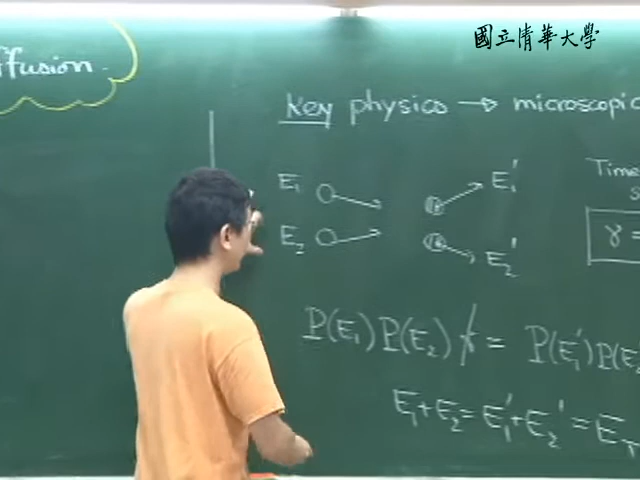 國立清華大學
ffusion.
Key physics → microscopic
Time
E₁ E₁'
γ =
E₂ E₂'
P(E₁)P(E₂) = P(E₁')P(E₂'
E₁+E₂=E₁'+E₂'=E_T